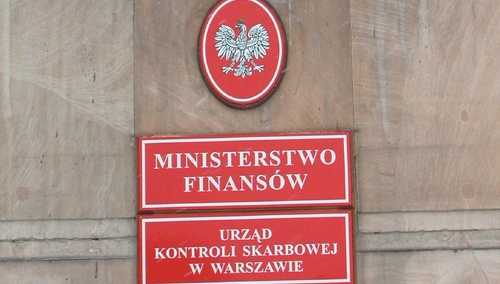 MINISTERSTWO
FINANSÓW
URZĄD
KONTROLI SKARBOWEJ
W WARSZAWIE